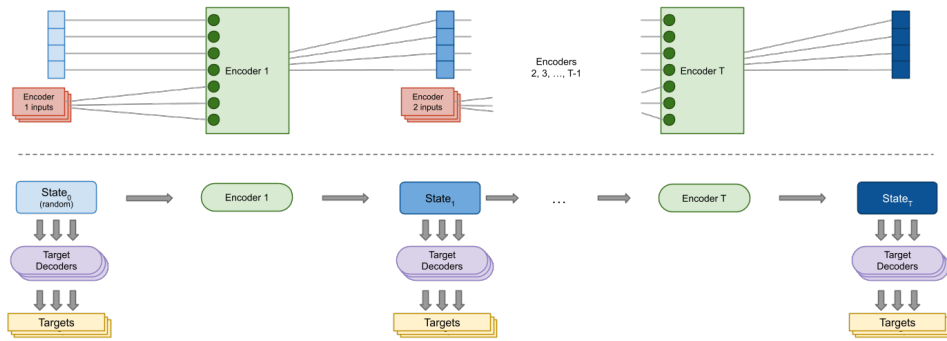 Encoder 1
Encoder
1 inputs
Encoders
2, 3, ..., T-1
Encoder
2 inputs
Encoder T
State0
(random)
Encoder 1
State1
...
Encoder T
StateT
Target
Decoders
Target
Decoders
Target
Decoders
Targets
Targets
Targets